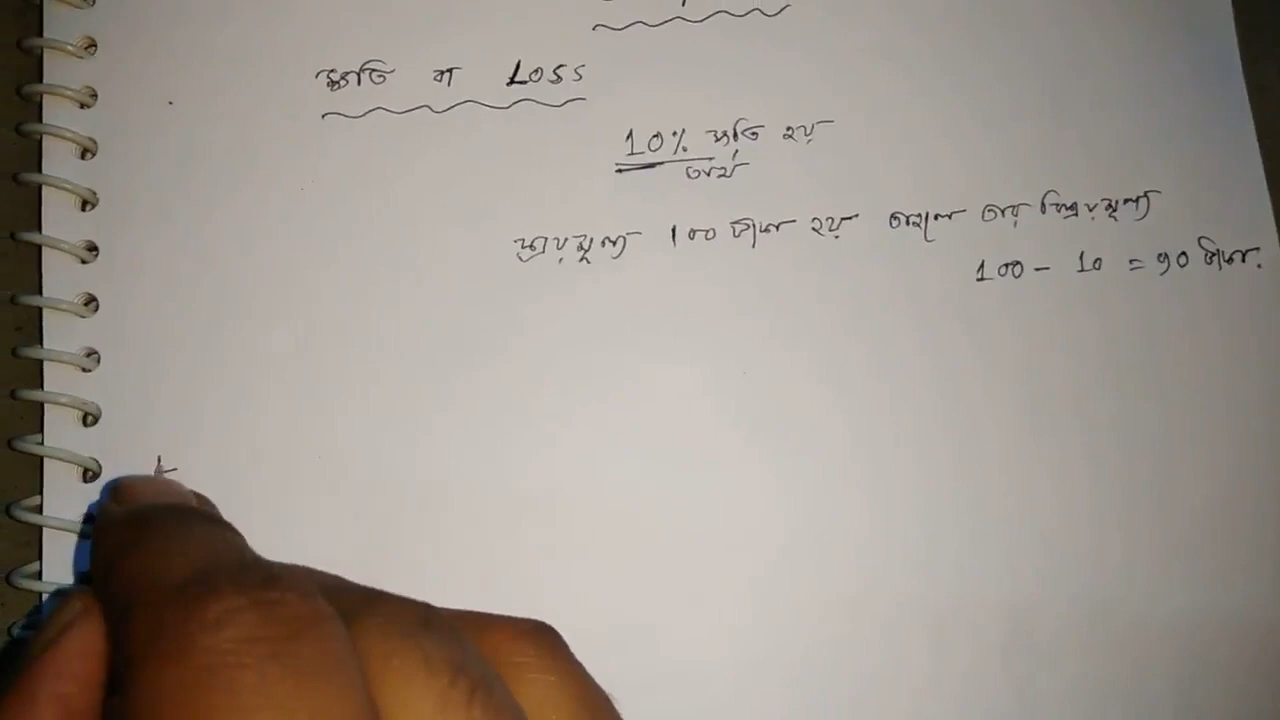 ক্ষতি বা Loss
10% ক্ষতি হয়
অর্থ
ক্রয়মূল্য 100 টাকা হয় তাহলে তার বিক্রয়মূল্য
100 - 10 = 90 টাকা.